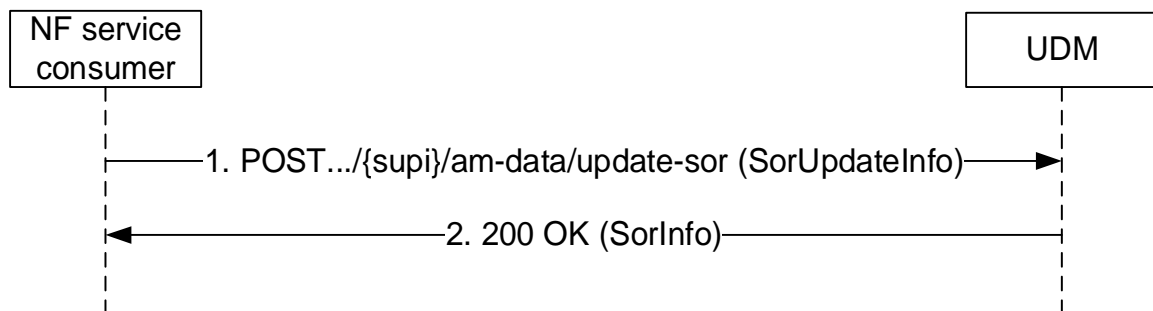 NF service
consumer
UDM
1. POST.../{supi}/am-data/update-sor (SorUpdateInfo)
2. 200 OK (SorInfo)